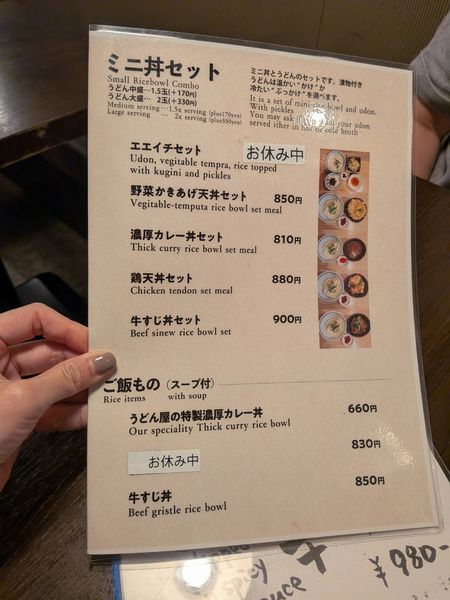 ミニ丼セット
Small Ricebowl Combo
うどん中盛…1.5玉(+170円)
うどん大盛… 2玉(+330円)
Medium serving …1.5x serving (plus170yen)
Large serving … 2x serving (plus330yen)
ミニ丼とうどんのセットです。漬物付き
うどんは温かい"かけ"か
冷たい"ぶっかけ"を選べます。
It is a set of mini rice bowl and udon.
With pickles
You may ask your udon
served ither in hot or cold broth
エエイチセット お休み中
Udon, vegitable tempra, rice topped
with kugini and pickles
野菜かきあげ天丼セット 850円
Vegitable-temputa rice bowl set meal
濃厚カレー丼セット 810円
Thick curry rice bowl set meal
鶏天丼セット 880円
Chicken tendon set meal
牛すじ丼セット 900円
Beef sinew rice bowl set
ご飯もの (スープ付)
Rice items with soup
うどん屋の特製濃厚カレー丼 660円
Our speciality Thick curry rice bowl
お休み中 830円
牛すじ丼 850円
Beef gristle rice bowl
spicy
¥980-